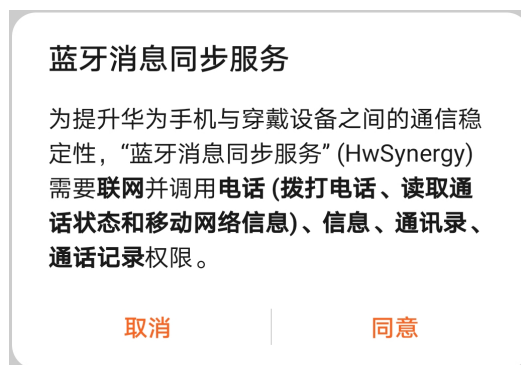 蓝牙消息同步服务
为提升华为手机与穿戴设备之间的通信稳
定性，“蓝牙消息同步服务” (HwSynergy)
需要联网并调用电话 (拨打电话、读取通
话状态和移动网络信息)、信息、通讯录、
通话记录权限。
取消
同意